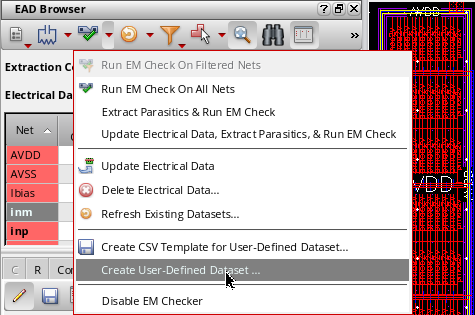 EAD Browser
AVDD
Extraction Co
Run EM Check On Filtered Nets
Run EM Check On All Nets
Electrical Da
Extract Parasitics & Run EM Check
Update Electrical Data, Extract Parasitics, & Run EM Check
Net
AVDD
Update Electrical Data
AVSS
Delete Electrical Data...
VDD
Ibias
inm
Refresh Existing Datasets...
inp
Create CSV Template for User-Defined Dataset...
C R Co
Create User-Defined Dataset ...
Disable EM Checker